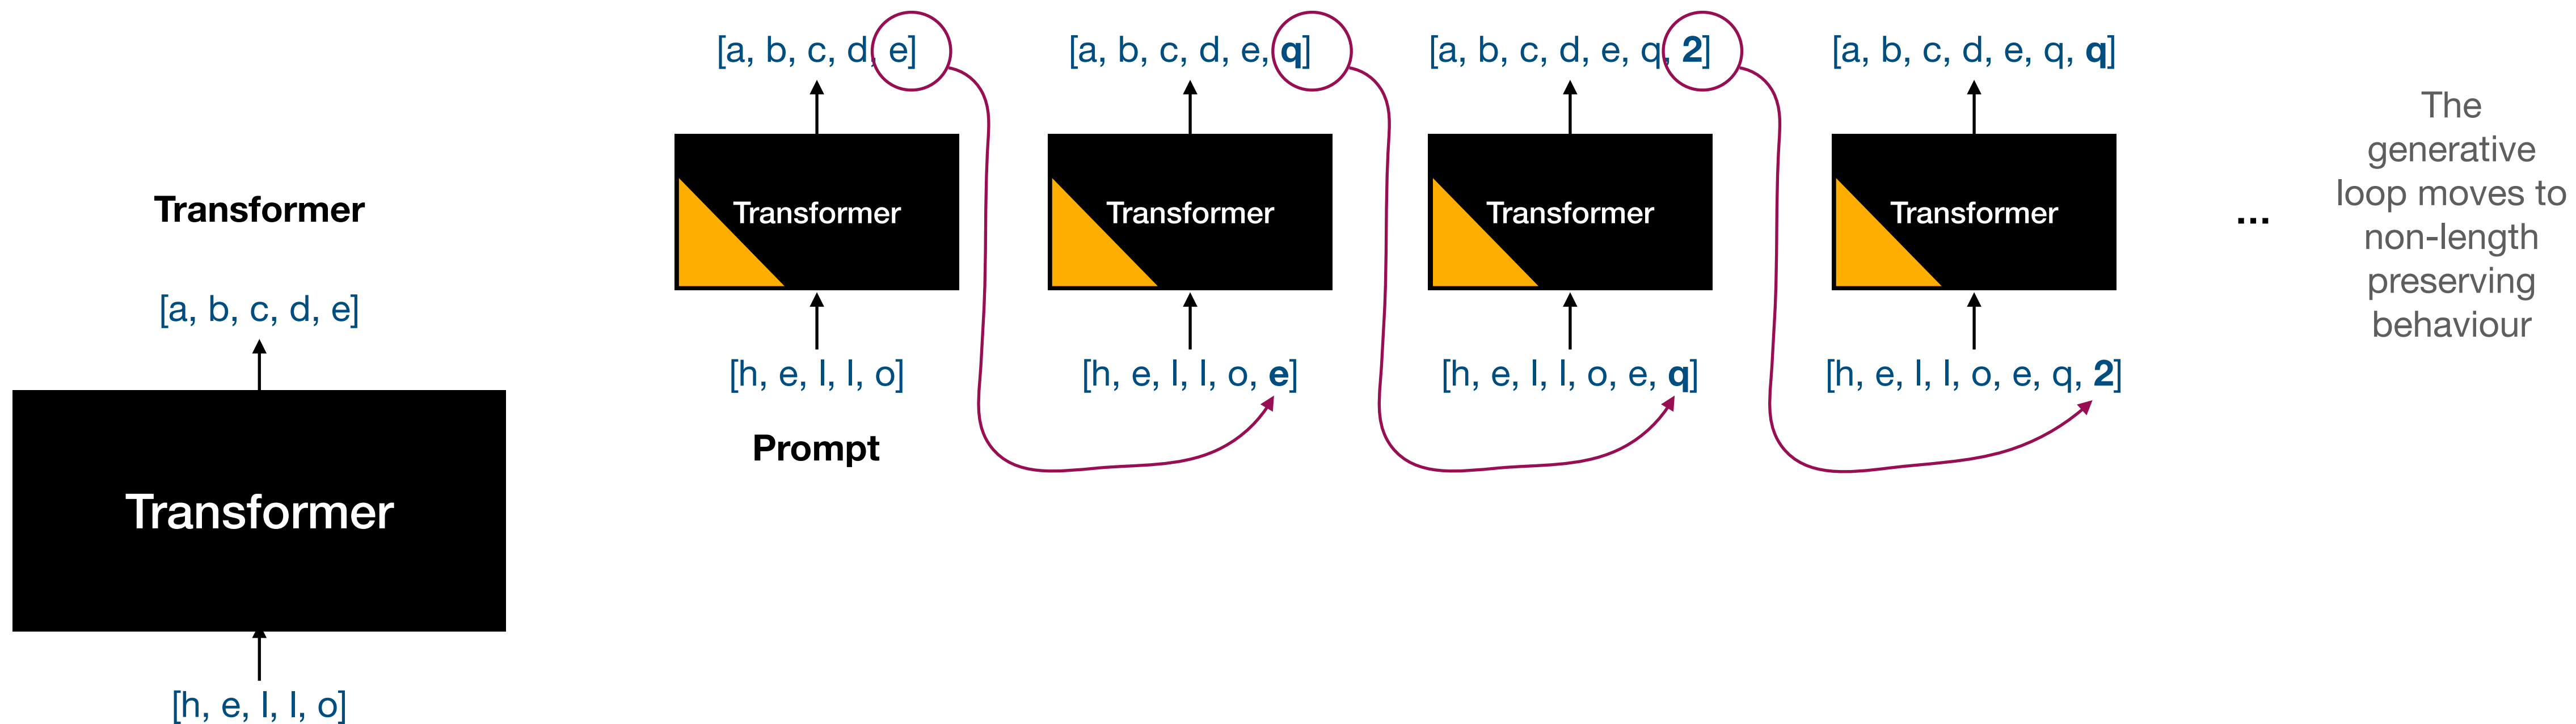 Transformer
[a, b, c, d, e]
Transformer
[h, e, l, l, o]
[a, b, c, d, e]
Transformer
[h, e, l, l, o]
Prompt
[a, b, c, d, e, q]
Transformer
[h, e, l, l, o, e]
[a, b, c, d, e, q, 2]
Transformer
[h, e, l, l, o, e, q]
[a, b, c, d, e, q, q]
Transformer
[h, e, l, l, o, e, q, 2]
...
The
generative
loop moves to
non-length
preserving
behaviour